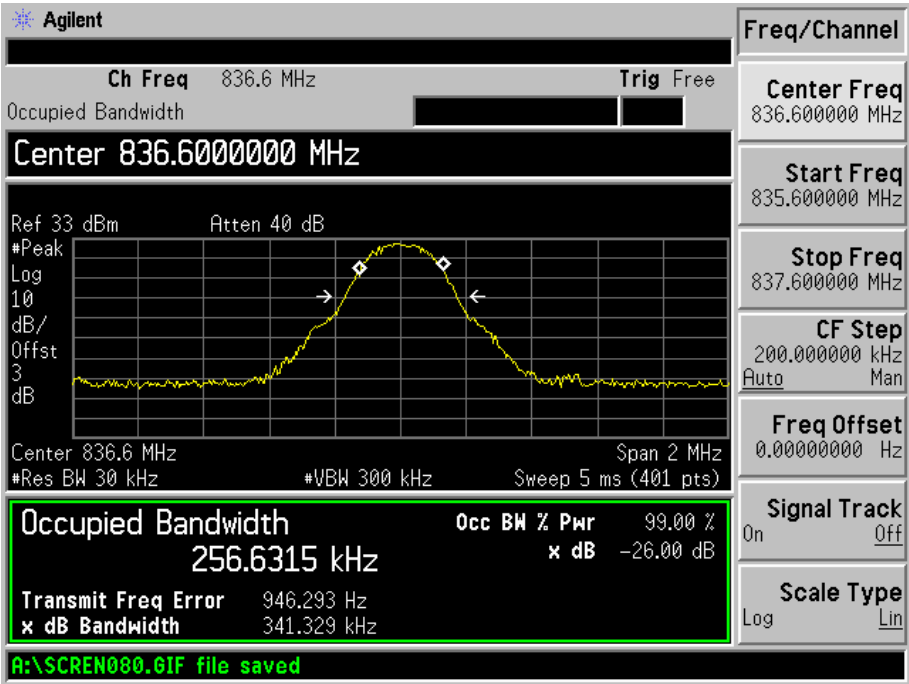 Agilent
Freq/Channel
Ch Freq 836.6 MHz Trig Free
Occupied Bandwidth
Center 836.6000000 MHz
Ref 33 dBm Atten 40 dB
#Peak
Log
10
dB/
Offst
3
dB
Center 836.6 MHz Span 2 MHz
#Res BW 30 kHz #VBW 300 kHz Sweep 5 ms (401 pts)
Occupied Bandwidth
256.6315 kHz
Occ BW % Pwr 99.00 %
x dB -26.00 dB
Transmit Freq Error 946.293 Hz
x dB Bandwidth 341.329 kHz
A:\SCREN080.GIF file saved
Center Freq
836.600000 MHz
Start Freq
835.600000 MHz
Stop Freq
837.600000 MHz
CF Step
200.000000 kHz
Auto Man
Freq Offset
0.00000000 Hz
Signal Track
On Off
Scale Type
Log Lin